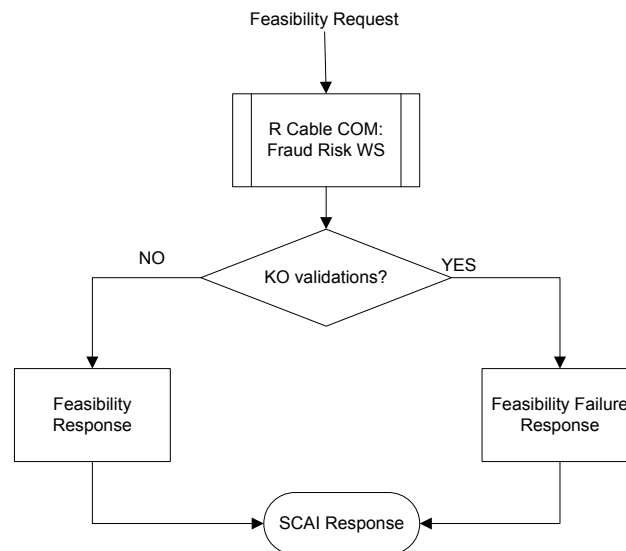 Feasibility Request
R Cable COM:
Fraud Risk WS
NO
YES
KO validations?
Feasibility
Response
Feasibility Failure
Response
SCAI Response